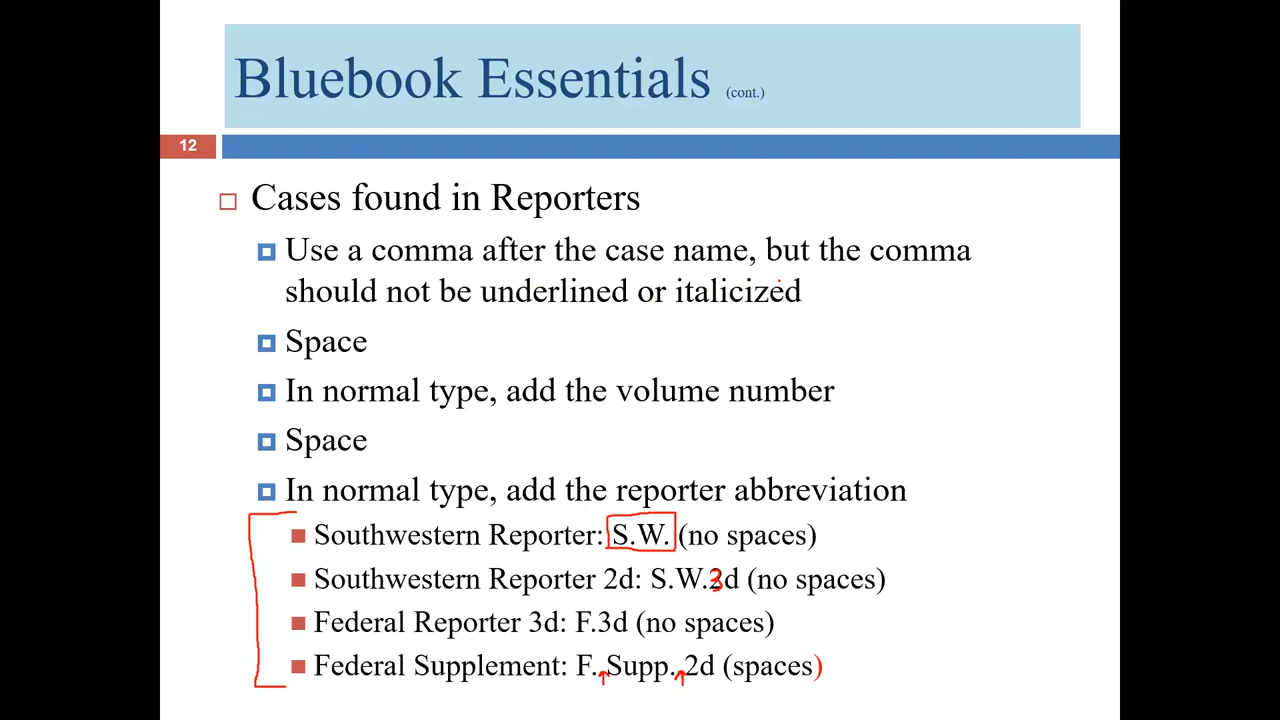 Bluebook Essentials (cont.)
12
Cases found in Reporters
Use a comma after the case name, but the comma
should not be underlined or italicized
Space
In normal type, add the volume number
Space
In normal type, add the reporter abbreviation
Southwestern Reporter: S.W. (no spaces)
Southwestern Reporter 2d: S.W.2d (no spaces)
Federal Reporter 3d: F.3d (no spaces)
Federal Supplement: F. Supp. 2d (spaces)